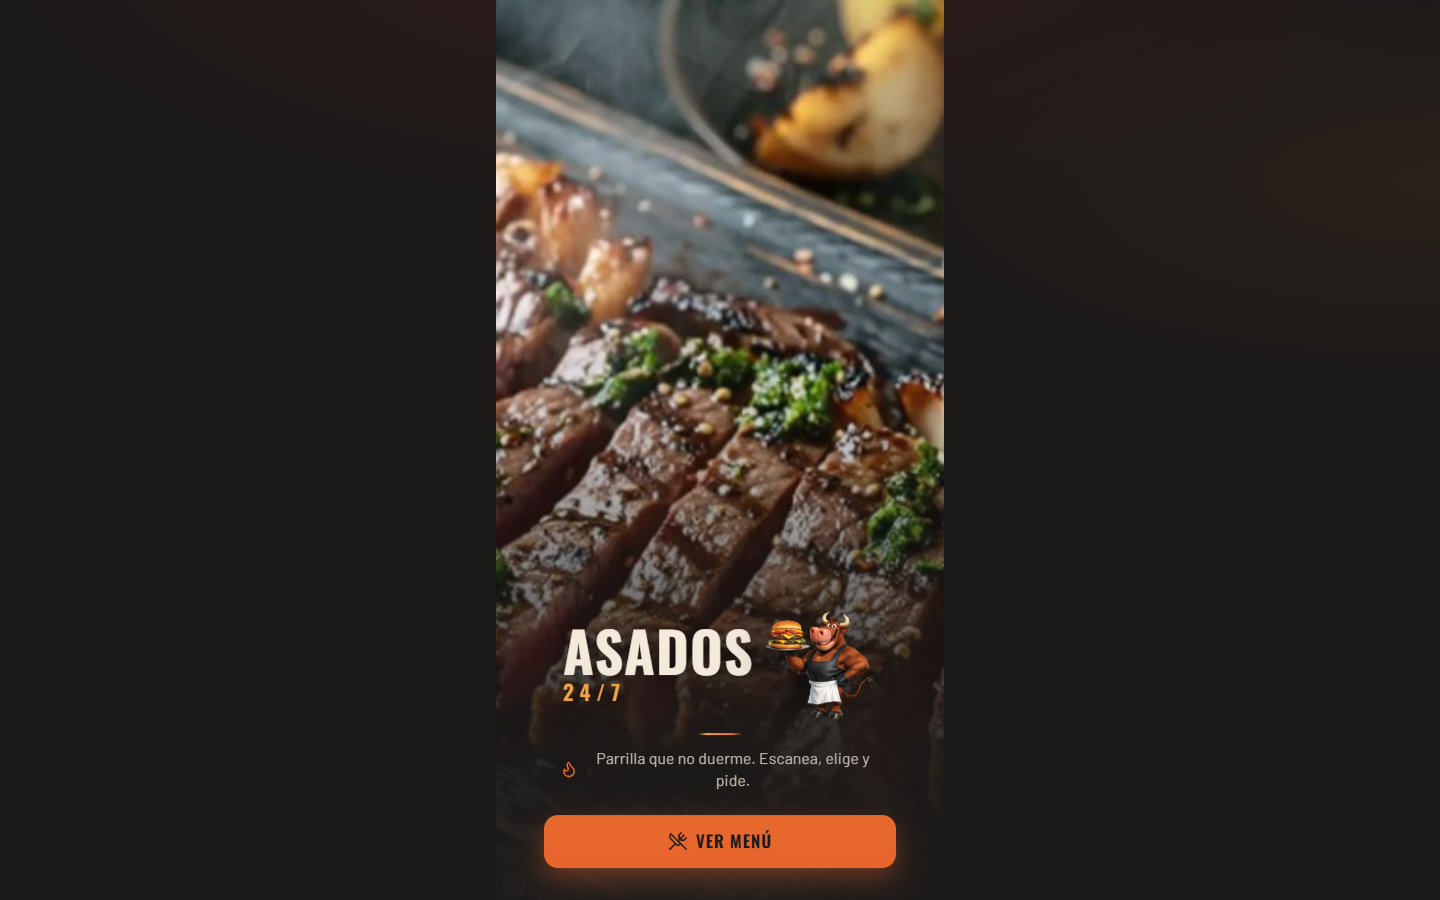 ASADOS
24/7
Parrilla que no duerme. Escanea, elige y
pide.
VER MENÚ